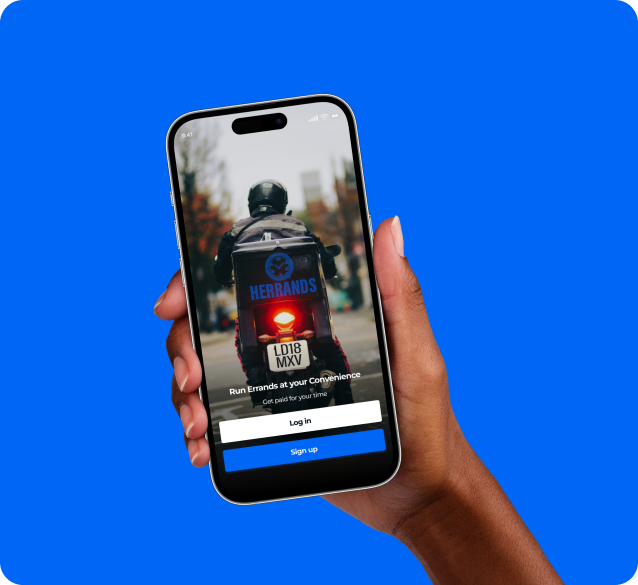 9:41
HERRANDS
LD18
MXV
Run Errands at your Convenience
Get paid for your time
Log in
Sign up